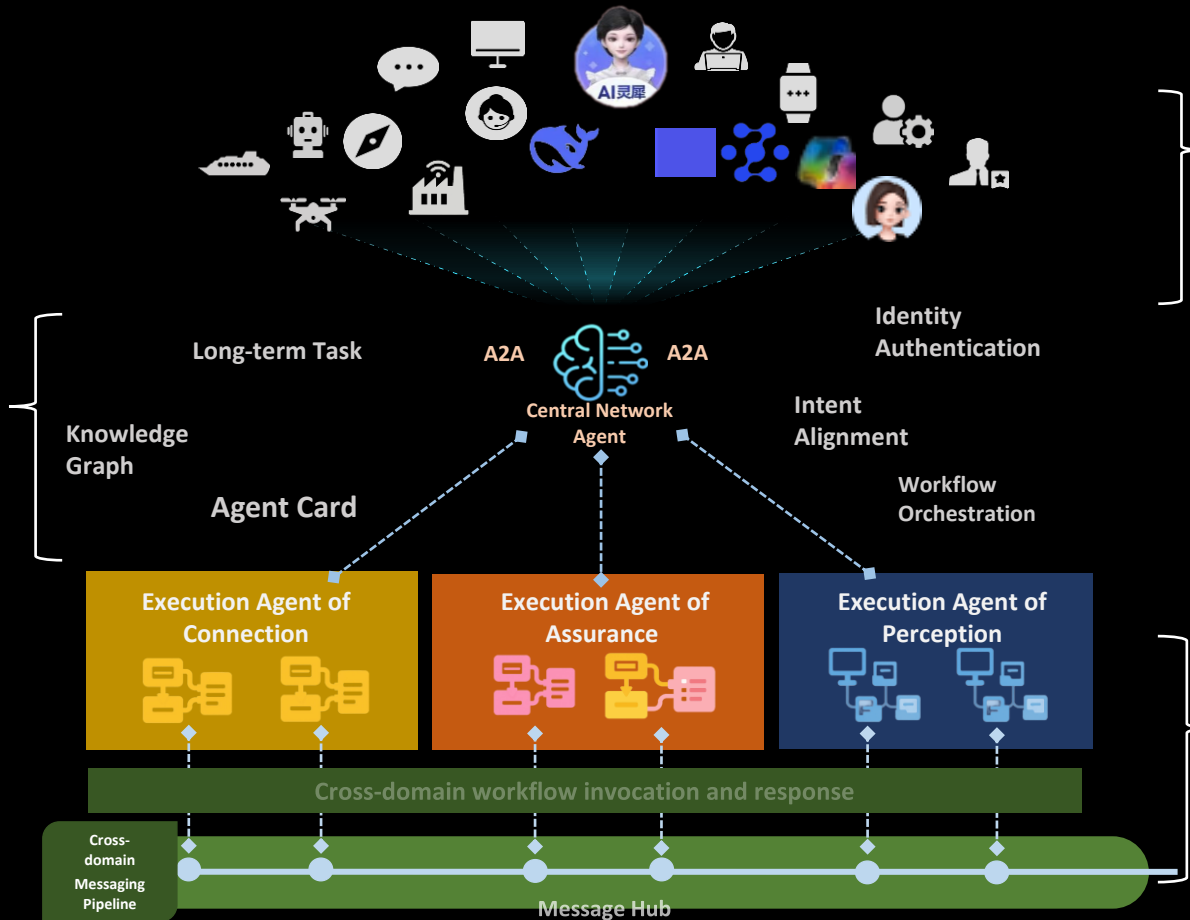 AI灵犀
Identity
Authentication
Long-term Task
A2A
A2A
Central Network
Agent
Intent
Alignment
Knowledge
Graph
Workflow
Orchestration
Agent Card
Execution Agent of
Connection
Execution Agent of
Assurance
Execution Agent of
Perception
Cross-domain workflow invocation and response
Cross-
domain
Messaging
Pipeline
Message Hub